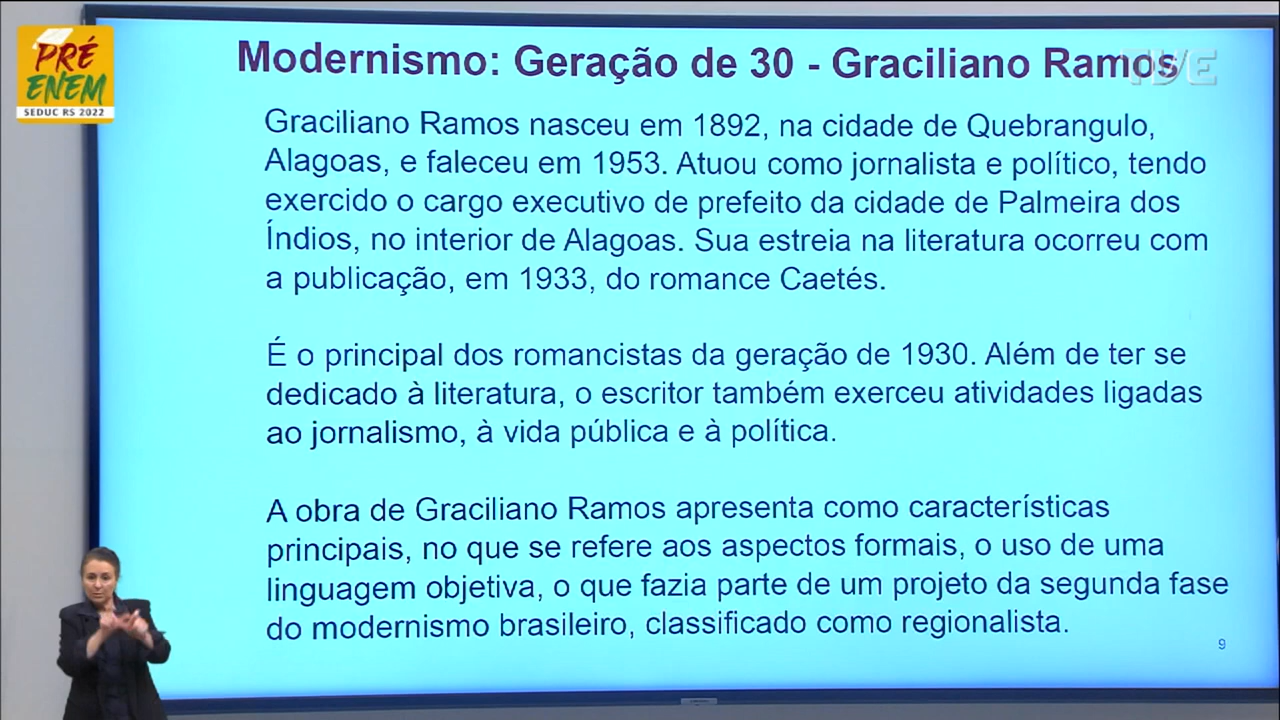 PRÉ
ENEM
SEDUC RS 2022
Modernismo: Geração de 30 - Graciliano Ramos
TVE
Graciliano Ramos nasceu em 1892, na cidade de Quebrangulo,
Alagoas, e faleceu em 1953. Atuou como jornalista e político, tendo
exercido o cargo executivo de prefeito da cidade de Palmeira dos
Índios, no interior de Alagoas. Sua estreia na literatura ocorreu com
a publicação, em 1933, do romance Caetés.
É o principal dos romancistas da geração de 1930. Além de ter se
dedicado à literatura, o escritor também exerceu atividades ligadas
ao jornalismo, à vida pública e à política.
A obra de Graciliano Ramos apresenta como características
principais, no que se refere aos aspectos formais, o uso de uma
linguagem objetiva, o que fazia parte de um projeto da segunda fase
do modernismo brasileiro, classificado como regionalista.
9